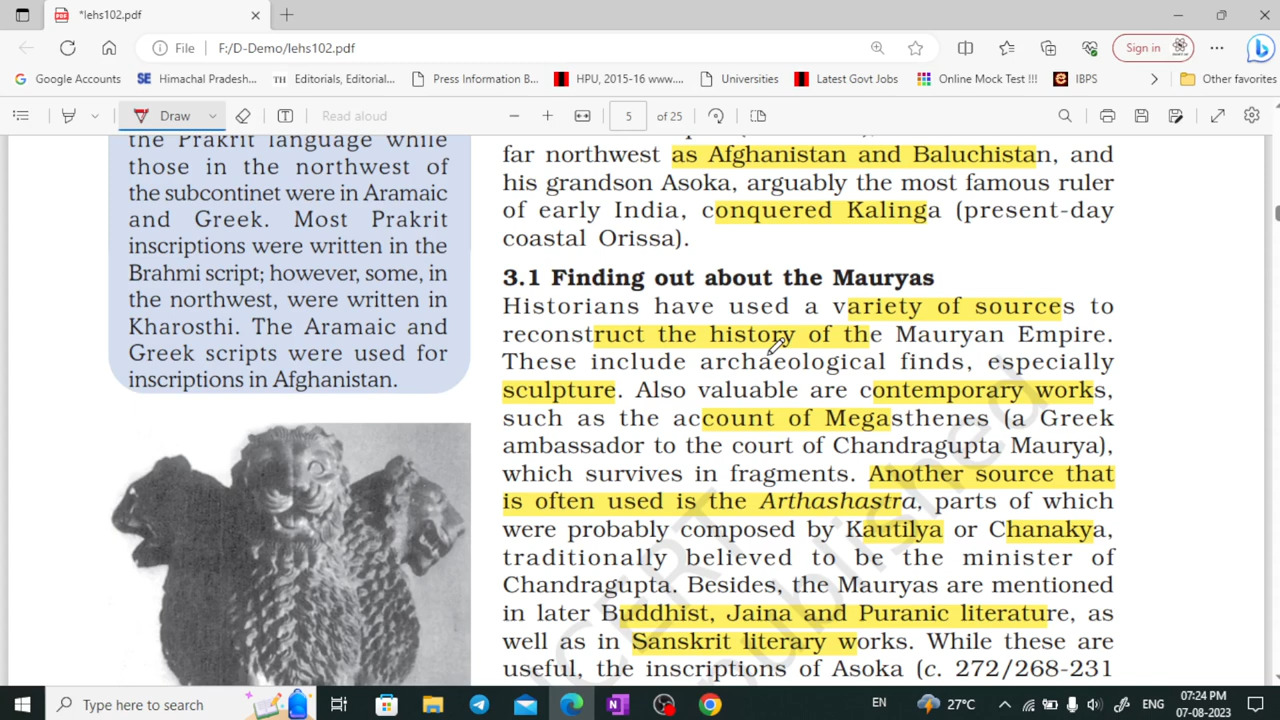 *lehs102.pdf
File F:/D-Demo/lehs102.pdf
Sign in
Google Accounts
SE Himachal Pradesh...
TH Editorials, Editorial...
Press Information B...
HPU, 2015-16 www....
Universities
Latest Govt Jobs
Online Mock Test !!!
e IBPS
Other favorites
Draw
Read aloud
5 of 25
the Prakrit language while
those in the northwest of
the subcontinet were in Aramaic
and Greek. Most Prakrit
inscriptions were written in the
Brahmi script; however, some, in
the northwest, were written in
Kharosthi. The Aramaic and
Greek scripts were used for
inscriptions in Afghanistan.
far northwest as Afghanistan and Baluchistan, and
his grandson Asoka, arguably the most famous ruler
of early India, conquered Kalinga (present-day
coastal Orissa).
3.1 Finding out about the Mauryas
Historians have used a variety of sources to
reconstruct the history of the Mauryan Empire.
These include archaeological finds, especially
sculpture. Also valuable are contemporary works,
such as the account of Megasthenes (a Greek
ambassador to the court of Chandragupta Maurya),
which survives in fragments. Another source that
is often used is the Arthashastra, parts of which
were probably composed by Kautilya or Chanakya,
traditionally believed to be the minister of
Chandragupta. Besides, the Mauryas are mentioned
in later Buddhist, Jaina and Puranic literature, as
well as in Sanskrit literary works. While these are
useful, the inscriptions of Asoka (c. 272/268-231
Type here to search
EN
27°C
ENG
07:24 PM
07-08-2023